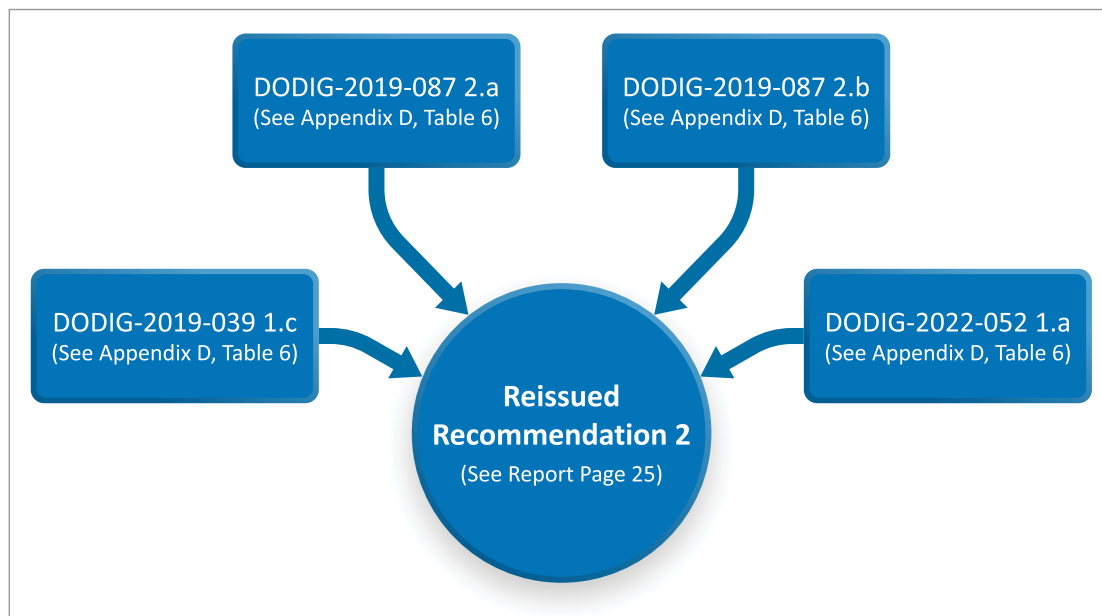 DODIG-2019-087 2.a
(See Appendix D, Table 6)
DODIG-2019-087 2.b
(See Appendix D, Table 6)
DODIG-2019-039 1.c
(See Appendix D, Table 6)
DODIG-2022-052 1.a
(See Appendix D, Table 6)
Reissued
Recommendation 2
(See Report Page 25)